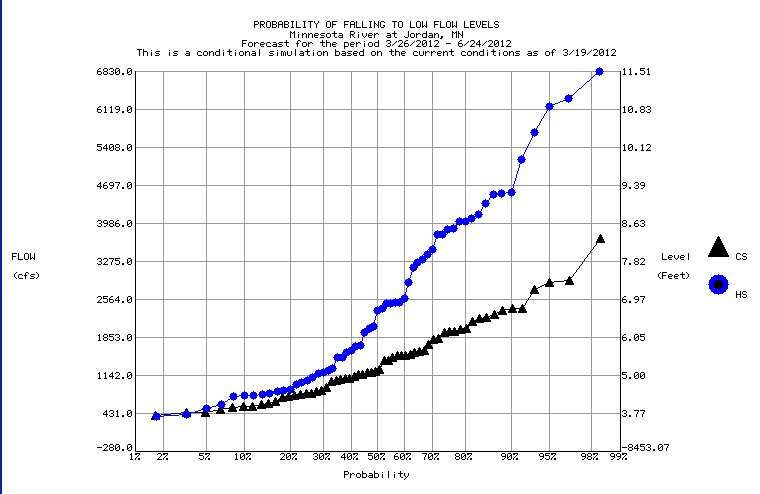 PROBABILITY OF FALLING TO LOW FLOW LEVELS
Minnesota River at Jordan, MN
Forecast for the period 3/26/2012 - 6/24/2012
This is a conditional simulation based on the current conditions as of 3/19/2012
6830.0 11.51
6119.0 10.83
5408.0 10.12
4697.0 9.39
3986.0 8.63
FLOW Level CS
3275.0 7.82
(cfs) (Feet)
HS
2564.0 6.97
1853.0 6.05
1142.0 5.00
431.0 3.77
-280.0 -8453.07
1% 2% 5% 10% 20% 30% 40% 50% 60% 70% 80% 90% 95% 98% 99%
Probability